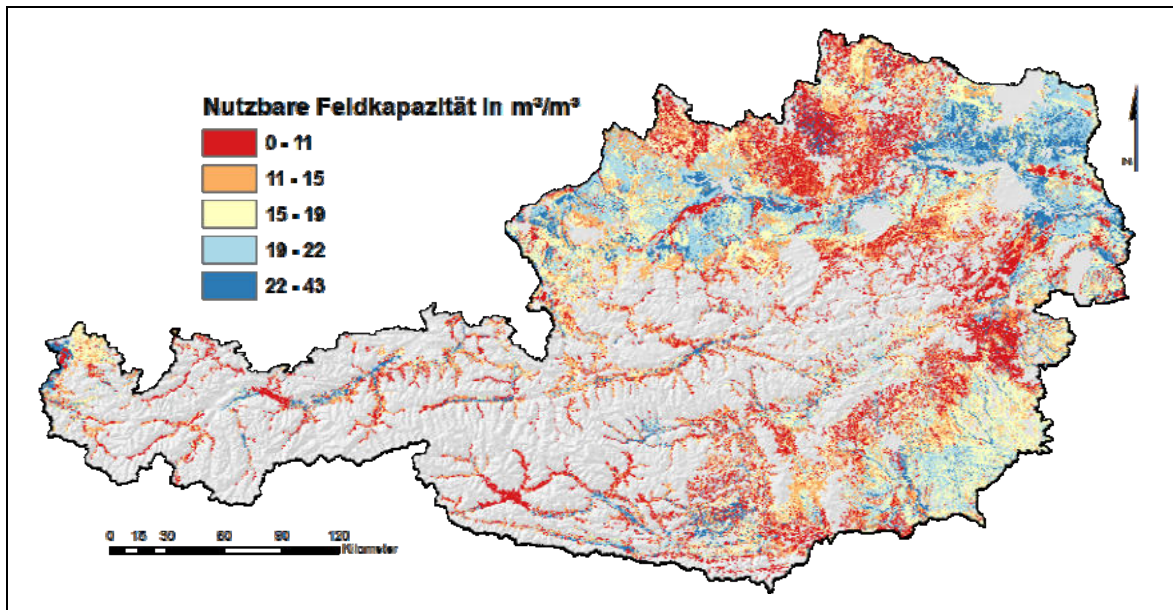 Nutzbare Feldkapazität in m³/m³
0 - 11
11 - 15
15 - 19
19 - 22
22 - 43
N
0 15 30 60 90 120
Kilometer